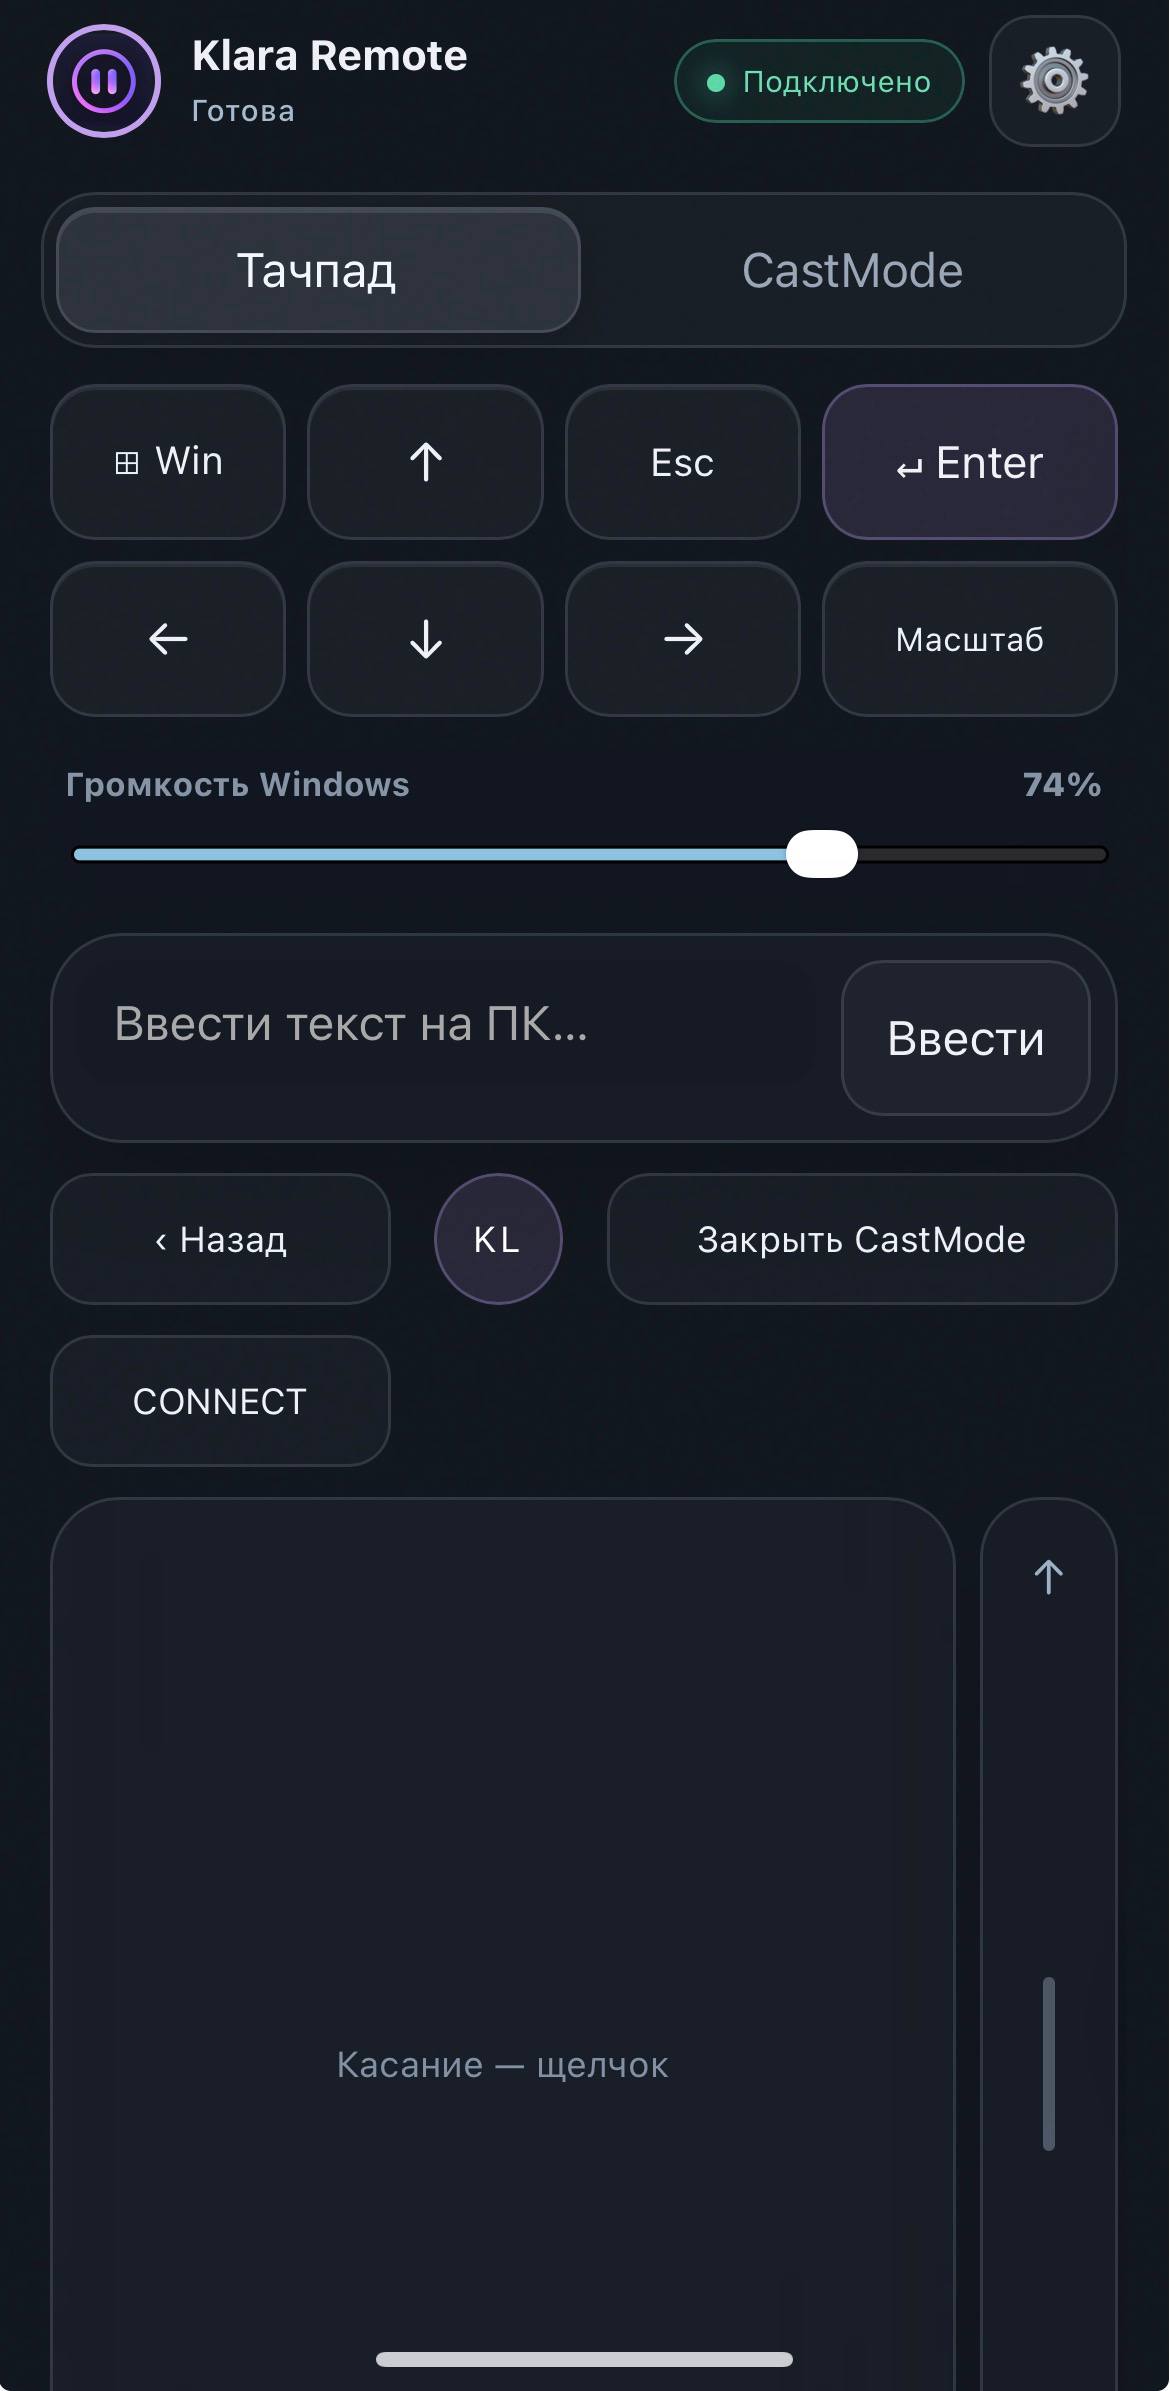 Klara Remote
Готова
Подключено
Тачпад
CastMode
Win
↑
Esc
↵ Enter
←
↓
→
Масштаб
Громкость Windows
74%
Ввести текст на ПК...
Ввести
‹ Назад
KL
Закрыть CastMode
CONNECT
↑
Касание — щелчок